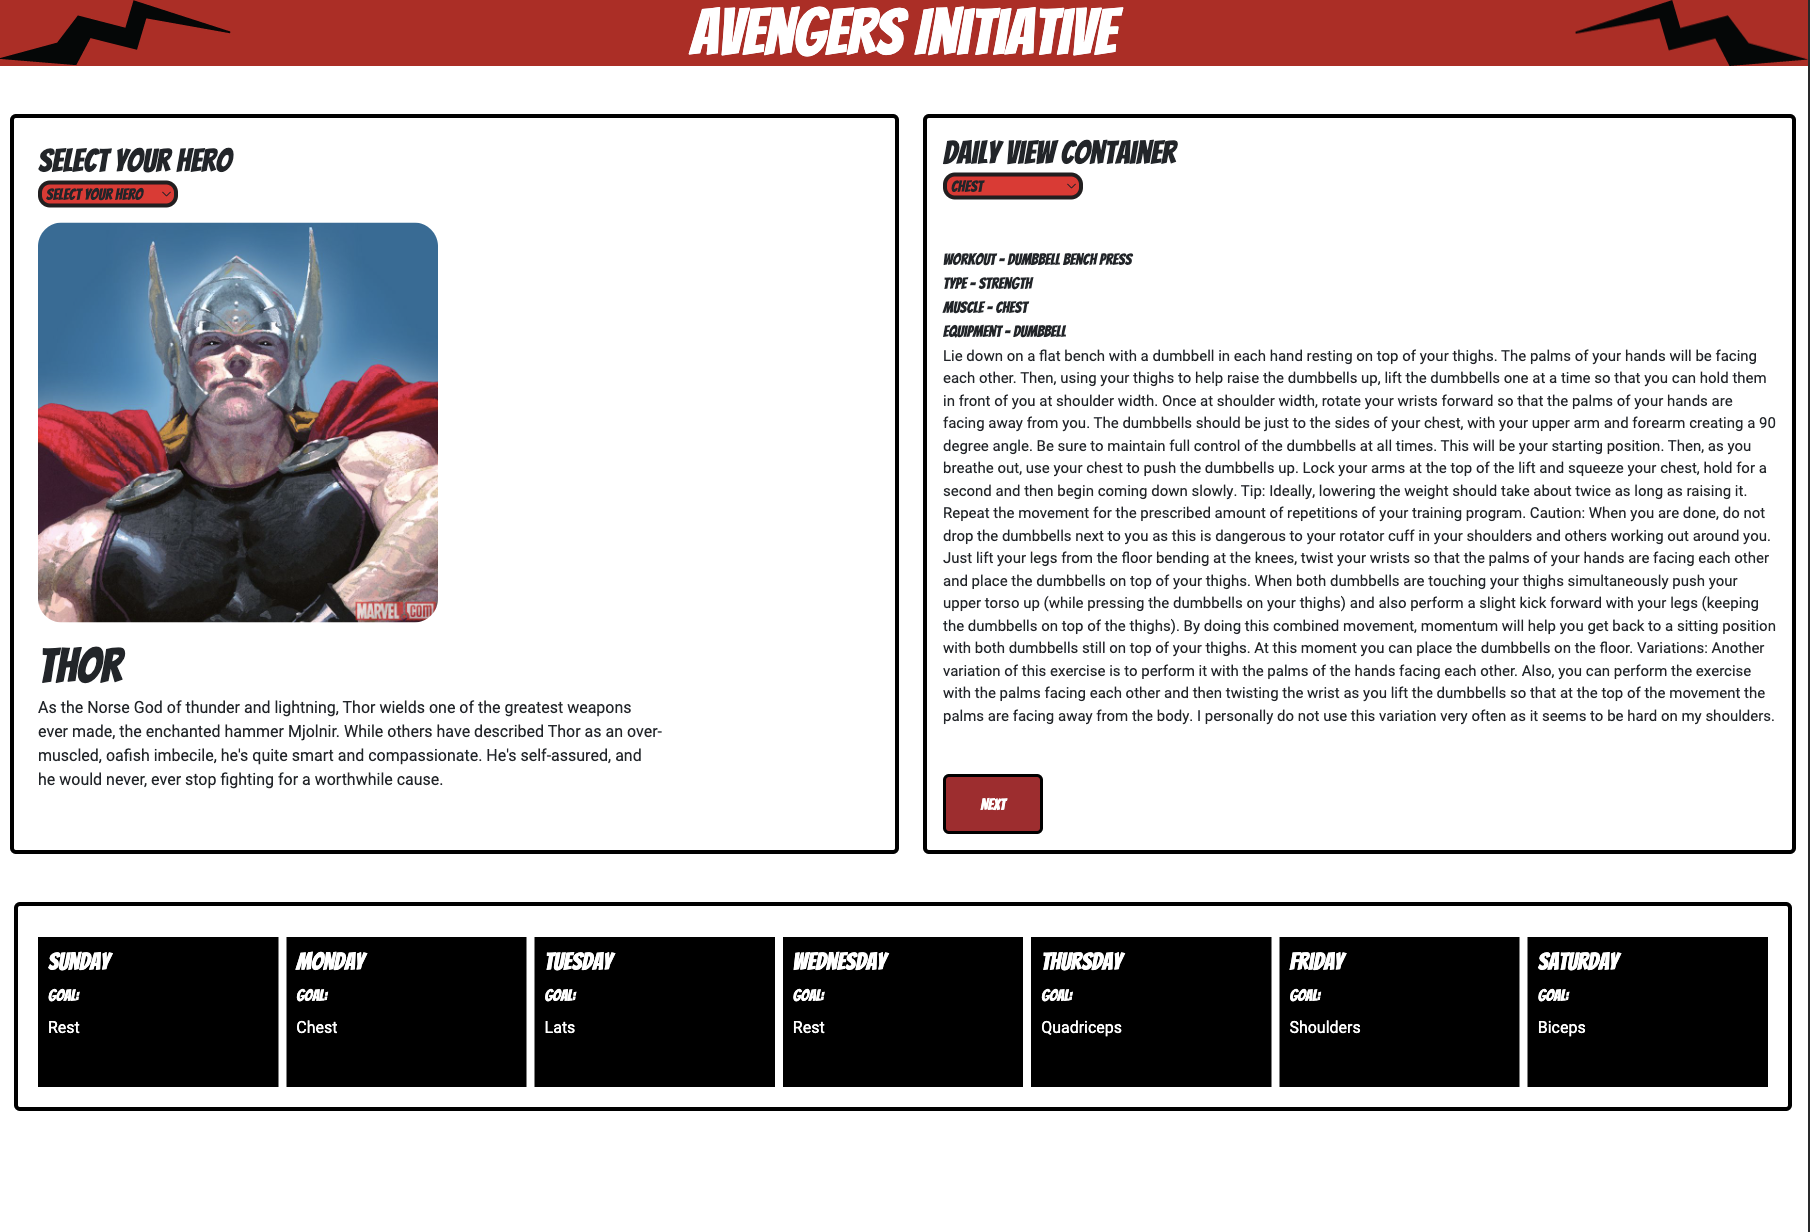 AVENGERS INITIATIVE
SELECT YOUR HERO
SELECT YOUR HERO
MARVEL.com
THOR
As the Norse God of thunder and lightning, Thor wields one of the greatest weapons
ever made, the enchanted hammer Mjolnir. While others have described Thor as an over-
muscled, oafish imbecile, he's quite smart and compassionate. He's self-assured, and
he would never, ever stop fighting for a worthwhile cause.
DAILY VIEW CONTAINER
CHEST
WORKOUT - DUMBBELL BENCH PRESS
TYPE - STRENGTH
MUSCLE - CHEST
EQUIPMENT - DUMBBELL
Lie down on a flat bench with a dumbbell in each hand resting on top of your thighs. The palms of your hands will be facing
each other. Then, using your thighs to help raise the dumbbells up, lift the dumbbells one at a time so that you can hold them
in front of you at shoulder width. Once at shoulder width, rotate your wrists forward so that the palms of your hands are
facing away from you. The dumbbells should be just to the sides of your chest, with your upper arm and forearm creating a 90
degree angle. Be sure to maintain full control of the dumbbells at all times. This will be your starting position. Then, as you
breathe out, use your chest to push the dumbbells up. Lock your arms at the top of the lift and squeeze your chest, hold for a
second and then begin coming down slowly. Tip: Ideally, lowering the weight should take about twice as long as raising it.
Repeat the movement for the prescribed amount of repetitions of your training program. Caution: When you are done, do not
drop the dumbbells next to you as this is dangerous to your rotator cuff in your shoulders and others working out around you.
Just lift your legs from the floor bending at the knees, twist your wrists so that the palms of your hands are facing each other
and place the dumbbells on top of your thighs. When both dumbbells are touching your thighs simultaneously push your
upper torso up (while pressing the dumbbells on your thighs) and also perform a slight kick forward with your legs (keeping
the dumbbells on top of the thighs). By doing this combined movement, momentum will help you get back to a sitting position
with both dumbbells still on top of your thighs. At this moment you can place the dumbbells on the floor. Variations: Another
variation of this exercise is to perform it with the palms of the hands facing each other. Also, you can perform the exercise
with the palms facing each other and then twisting the wrist as you lift the dumbbells so that at the top of the movement the
palms are facing away from the body. I personally do not use this variation very often as it seems to be hard on my shoulders.
NEXT
SUNDAY
GOAL:
Rest
MONDAY
GOAL:
Chest
TUESDAY
GOAL:
Lats
WEDNESDAY
GOAL:
Rest
THURSDAY
GOAL:
Quadriceps
FRIDAY
GOAL:
Shoulders
SATURDAY
GOAL:
Biceps